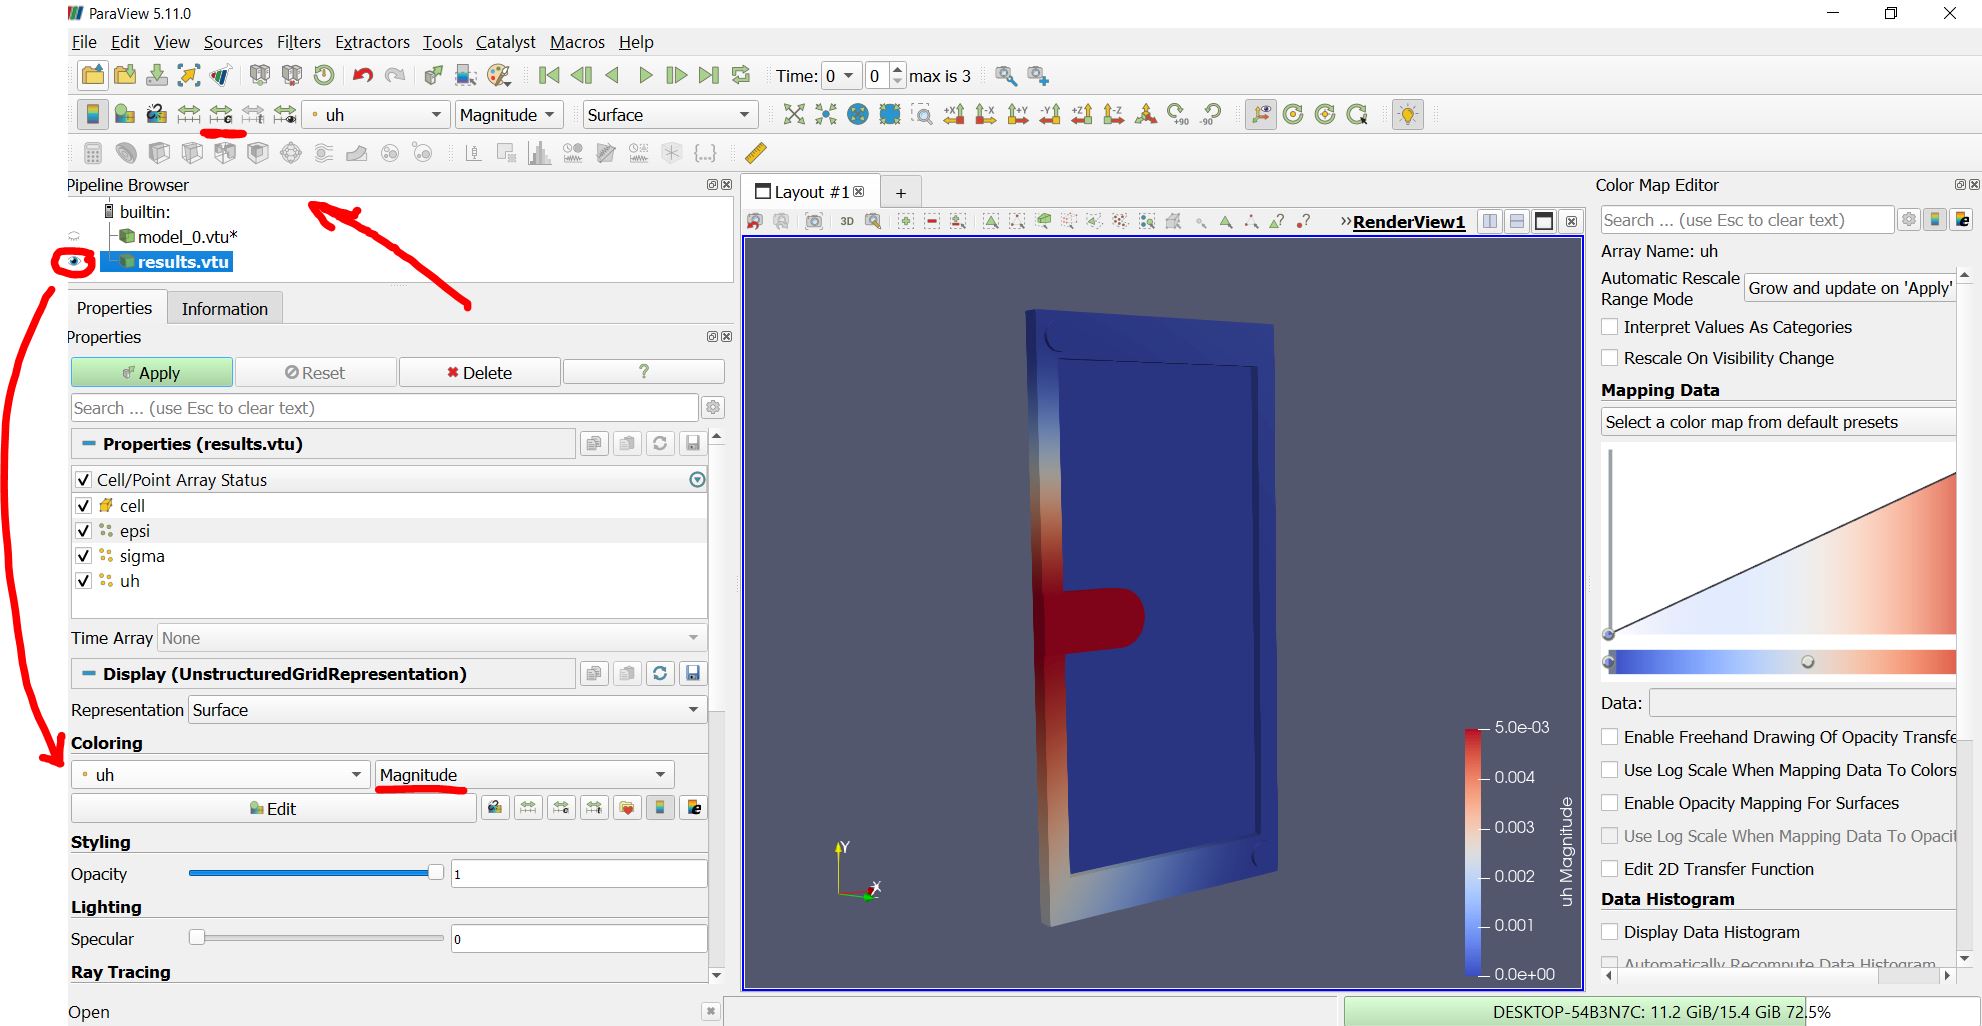 ParaView 5.11.0
File Edit View Sources Filters Extractors Tools Catalyst Macros Help
Time: 0 0 max is 3
uh Magnitude Surface
+X -X +Y -Y +Z -Z +90 -90
Pipeline Browser
builtin:
model_0.vtu*
results.vtu
Properties Information
Properties
Apply Reset Delete ?
Search ... (use Esc to clear text)
Properties (results.vtu)
Cell/Point Array Status
cell
epsi
sigma
uh
Time Array None
Display (UnstructuredGridRepresentation)
Representation Surface
Coloring
uh Magnitude
Edit
Styling
Opacity 1
Lighting
Specular 0
Ray Tracing
Open
Layout #1 +
3D
RenderView1
5.0e-03
0.004
0.003
0.002
0.001
0.0e+00
uh Magnitude
Y
X
Color Map Editor
Search ... (use Esc to clear text)
Array Name: uh
Automatic Rescale
Range Mode
Grow and update on 'Apply'
Interpret Values As Categories
Rescale On Visibility Change
Mapping Data
Select a color map from default presets
Data:
Enable Freehand Drawing Of Opacity Transfe
Use Log Scale When Mapping Data To Colors
Enable Opacity Mapping For Surfaces
Use Log Scale When Mapping Data To Opacit
Edit 2D Transfer Function
Data Histogram
Display Data Histogram
Automatically Recompute Data Histogram
DESKTOP-54B3N7C: 11.2 GiB/15.4 GiB 72.5%